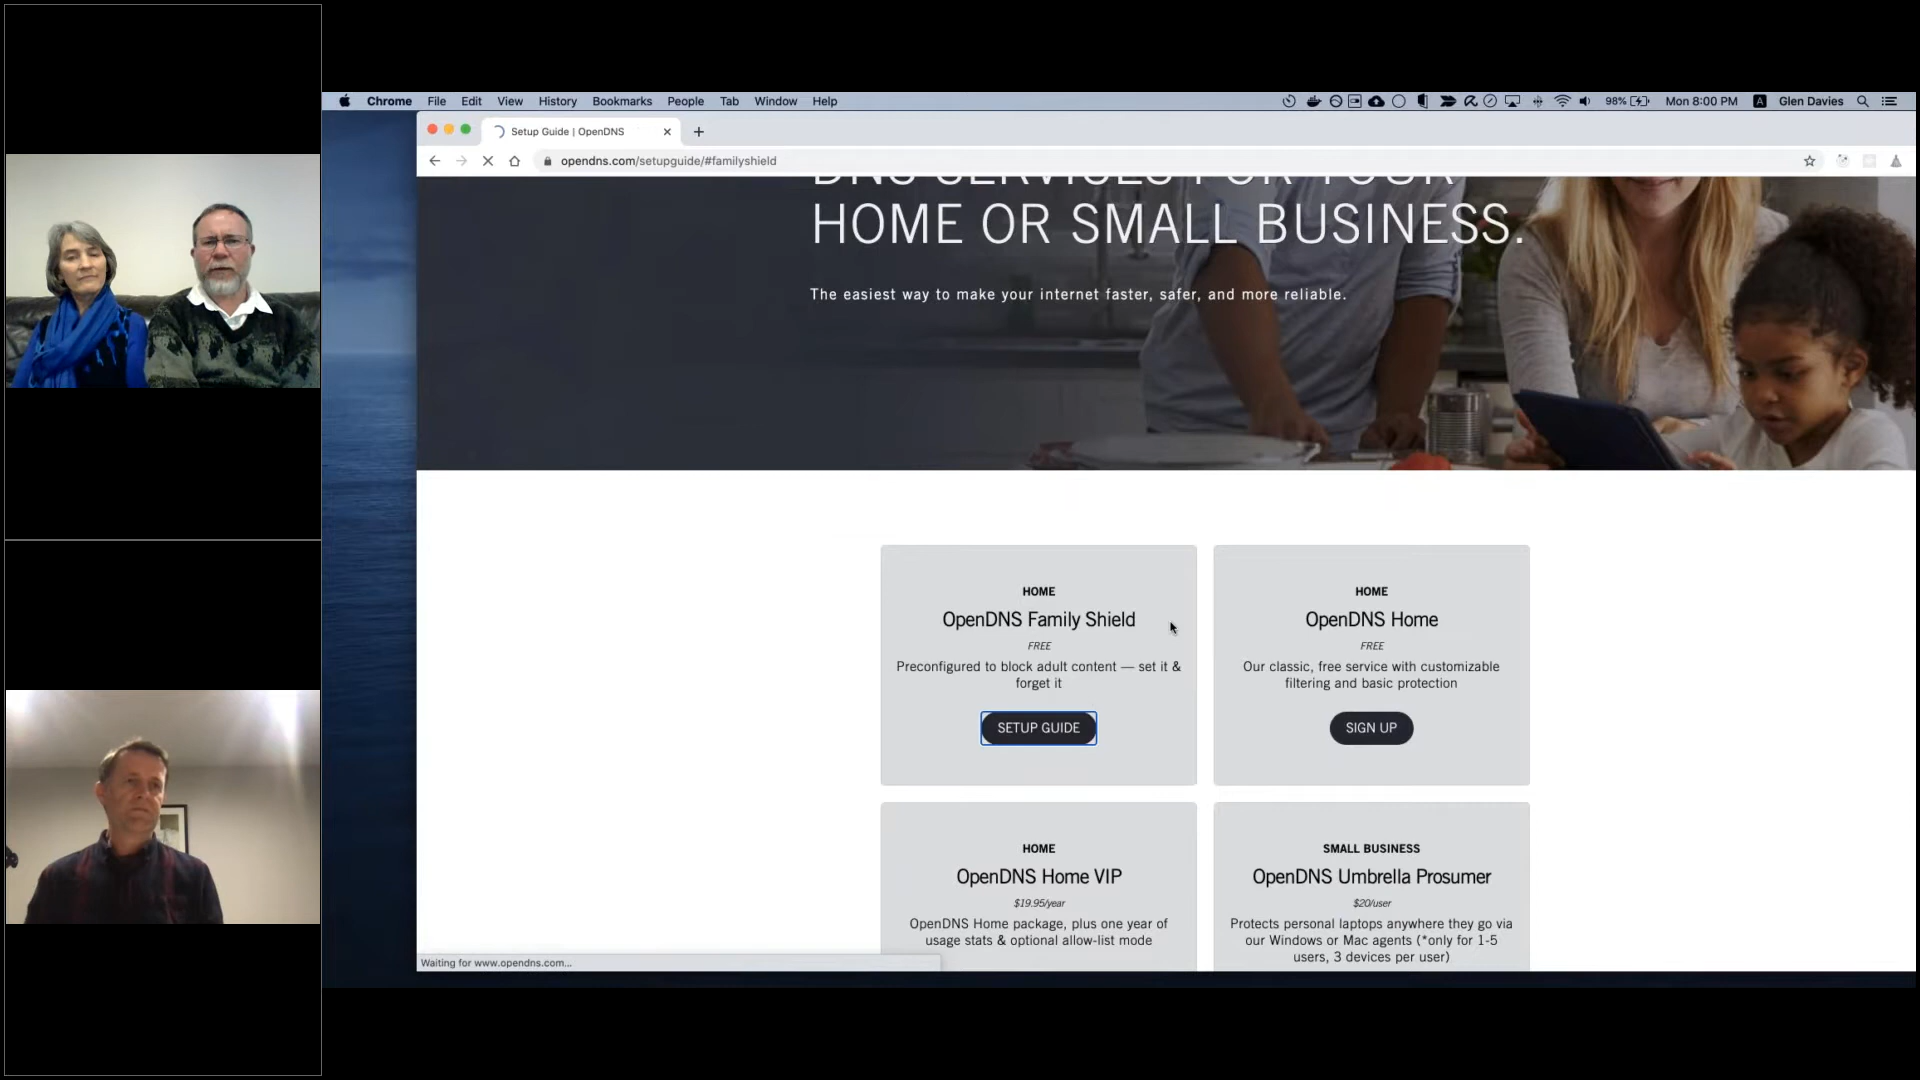 Chrome File Edit View History Bookmarks People Tab Window Help 98% Mon 8:00 PM A Glen Davies
Setup Guide | OpenDNS
opendns.com/setupguide/#familyshield
DNS SERVICES FOR YOUR
HOME OR SMALL BUSINESS.
The easiest way to make your internet faster, safer, and more reliable.
HOME
OpenDNS Family Shield
FREE
Preconfigured to block adult content — set it &
forget it
SETUP GUIDE
HOME
OpenDNS Home
FREE
Our classic, free service with customizable
filtering and basic protection
SIGN UP
HOME
OpenDNS Home VIP
$19.95/year
OpenDNS Home package, plus one year of
usage stats & optional allow-list mode
SMALL BUSINESS
OpenDNS Umbrella Prosumer
$20/user
Protects personal laptops anywhere they go via
our Windows or Mac agents (*only for 1-5
users, 3 devices per user)
Waiting for www.opendns.com...